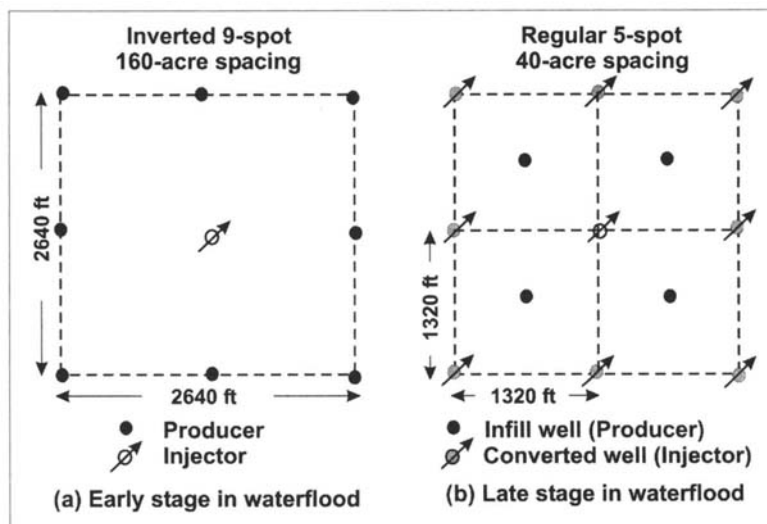 Inverted 9-spot
160-acre spacing
2640 ft
2640 ft
Producer
Injector
(a) Early stage in waterflood
Regular 5-spot
40-acre spacing
1320 ft
1320 ft
Infill well (Producer)
Converted well (Injector)
(b) Late stage in waterflood